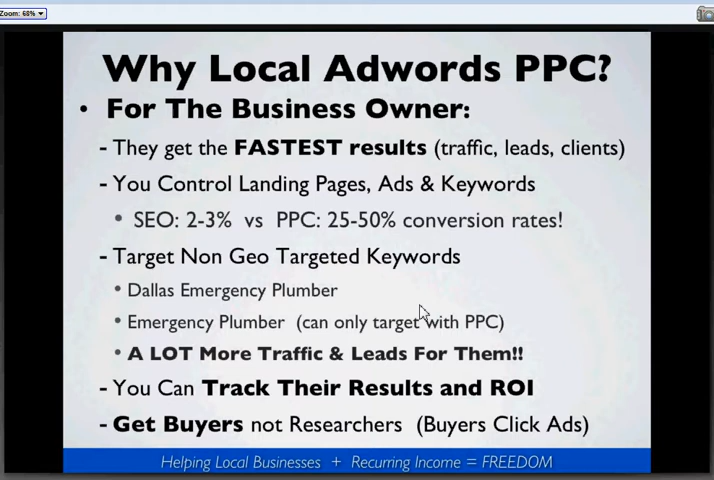 Zoom: 68%
Why Local Adwords PPC?
• For The Business Owner:
- They get the FASTEST results (traffic, leads, clients)
- You Control Landing Pages, Ads & Keywords
• SEO: 2-3% vs PPC: 25-50% conversion rates!
- Target Non Geo Targeted Keywords
• Dallas Emergency Plumber
• Emergency Plumber (can only target with PPC)
• A LOT More Traffic & Leads For Them!!
- You Can Track Their Results and ROI
- Get Buyers not Researchers (Buyers Click Ads)
Helping Local Businesses + Recurring Income = FREEDOM